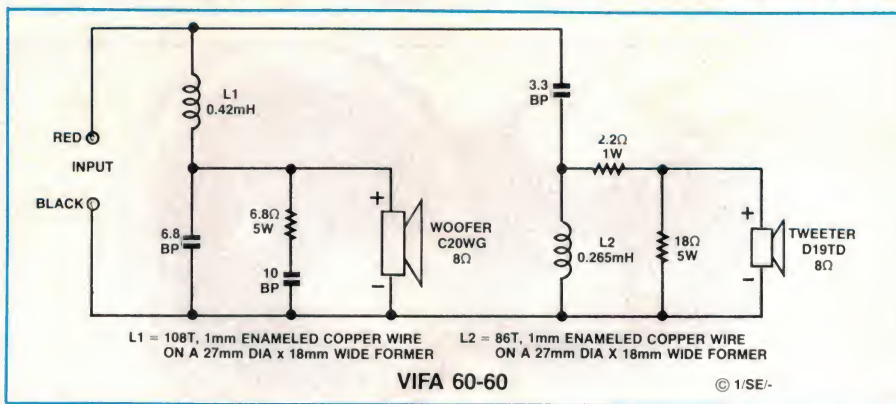 RED
INPUT
BLACK
L1
0.42mH
6.8
BP
6.8Ω
5W
10
BP
+
-
WOOFER
C20WG
8Ω
3.3
BP
2.2Ω
1W
L2
0.265mH
18Ω
5W
+
-
TWEETER
D19TD
8Ω
L1 = 108T, 1mm ENAMELED COPPER WIRE
ON A 27mm DIA x 18mm WIDE FORMER
L2 = 86T, 1mm ENAMELED COPPER WIRE
ON A 27mm DIA X 18mm WIDE FORMER
VIFA 60-60
© 1/SE/-